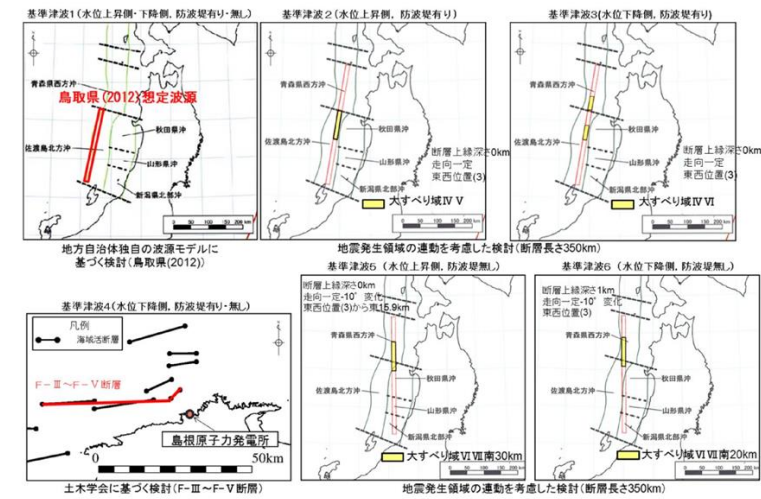 基準津波1(水位上昇側・下降側, 防波堤有り・無し)
青森県西方沖
鳥取県(2012)想定波源
秋田県沖
佐渡島北方沖
山形県沖
新潟県北部沖
0 50 100 150 200 km
地方自治体独自の波源モデルに
基づく検討(鳥取県(2012))
基準津波2(水位上昇側, 防波堤有り)
青森県西方沖
秋田県沖
佐渡島北方沖
山形県沖
新潟県北部沖
断層上縁深さ0km
走向一定
東西位置(3)
大すべり域Ⅳ Ⅴ
0 50 100 150 200 km
基準津波3(水位下降側, 防波堤有り)
青森県西方沖
秋田県沖
佐渡島北方沖
山形県沖
新潟県北部沖
断層上縁深さ0km
走向一定
東西位置(3)
大すべり域Ⅳ Ⅵ
0 50 100 150 200 km
地震発生領域の連動を考慮した検討(断層長さ350km)
基準津波4(水位下降側, 防波堤有り・無し)
凡例
海域活断層
F-Ⅲ~F-Ⅴ断層
島根原子力発電所
0 50km
土木学会に基づく検討(F-Ⅲ~F-Ⅴ断層)
基準津波5(水位上昇側, 防波堤無し)
断層上縁深さ0km
走向一定-10°変化
東西位置(3)から東15.9km
青森県西方沖
秋田県沖
佐渡島北方沖
山形県沖
新潟県北部沖
大すべり域Ⅵ Ⅶ南30km
基準津波6(水位下降側, 防波堤無し)
断層上縁深さ1km
走向一定-10°変化
東西位置(3)
青森県西方沖
秋田県沖
佐渡島北方沖
山形県沖
新潟県北部沖
大すべり域Ⅵ Ⅶ南20km
地震発生領域の連動を考慮した検討(断層長さ350km)